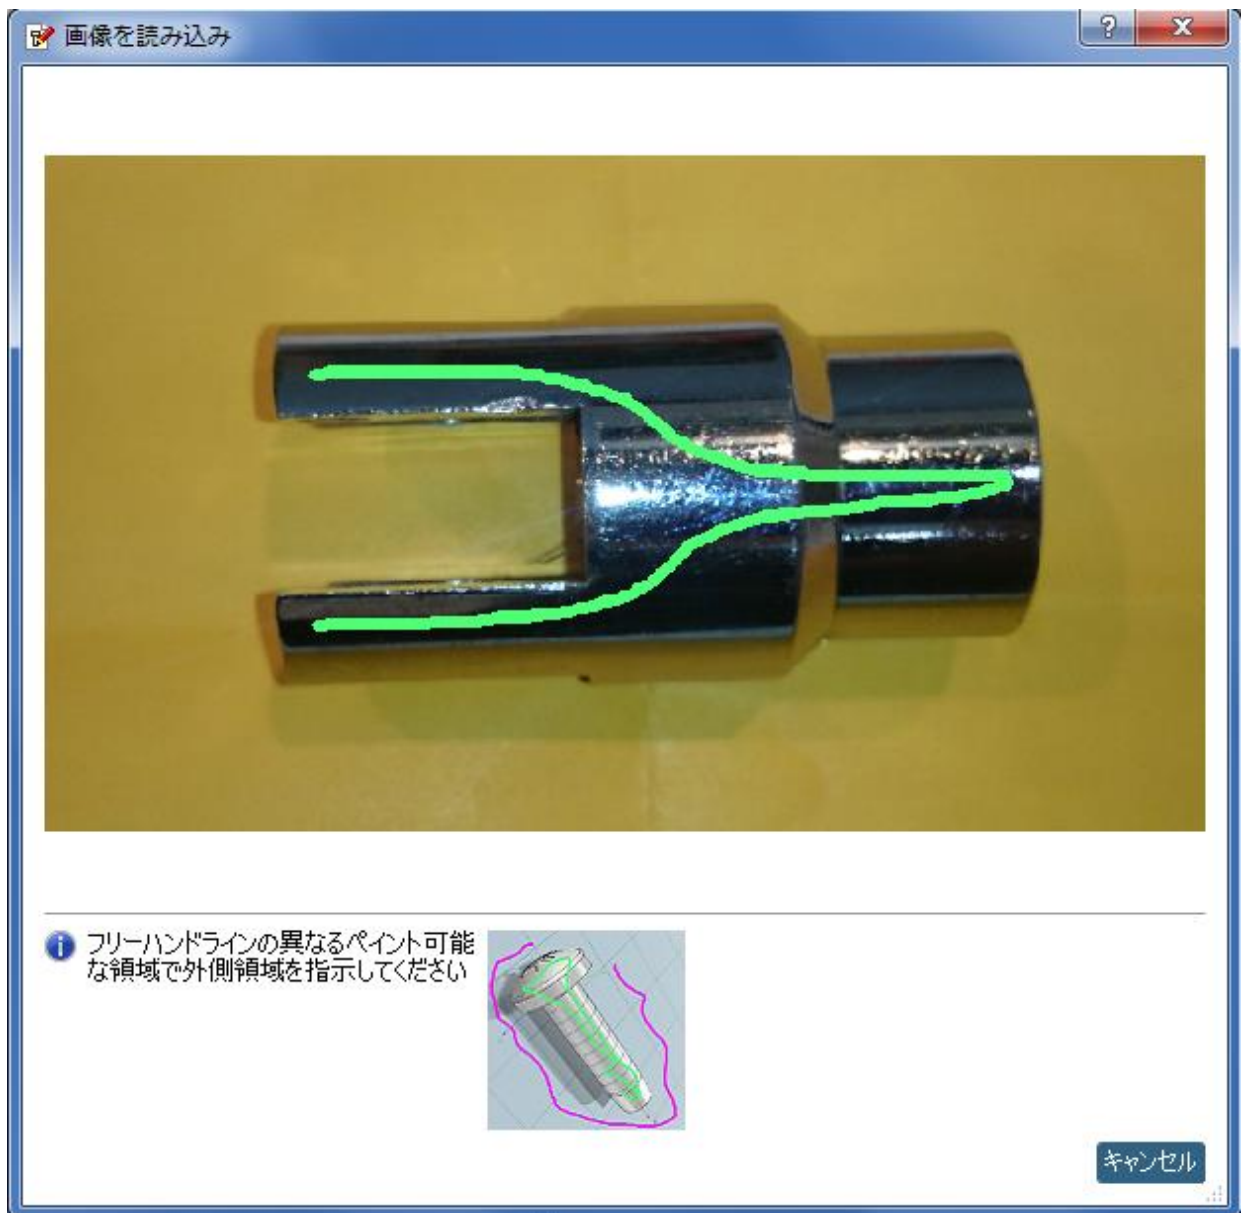 画像を読み込み
?
X
i
フリーハンドラインの異なるペイント可能
な領域で外側領域を指示してください
キャンセル